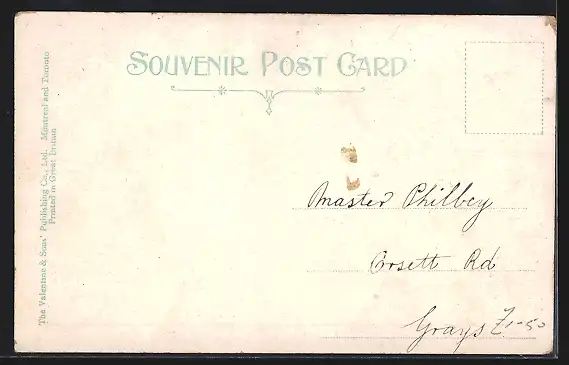 SOUVENIR POST CARD
The Valentine & Sons' Publishing Co., Ltd. Montreal and Toronto
Printed in Great Britain
Master Philbey
Orsett Rd
Grays